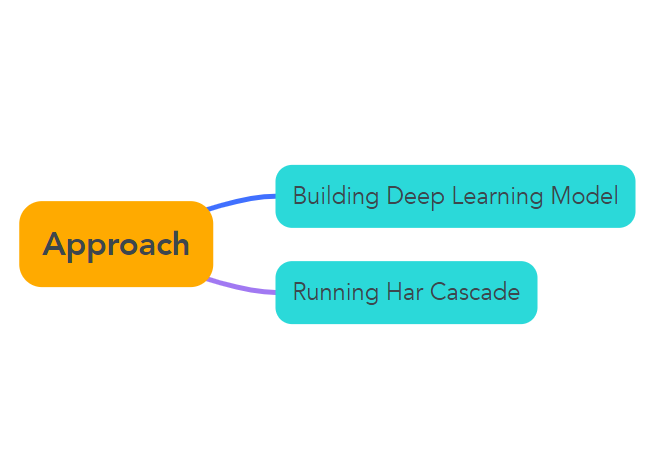 Approach
Building Deep Learning Model
Running Har Cascade